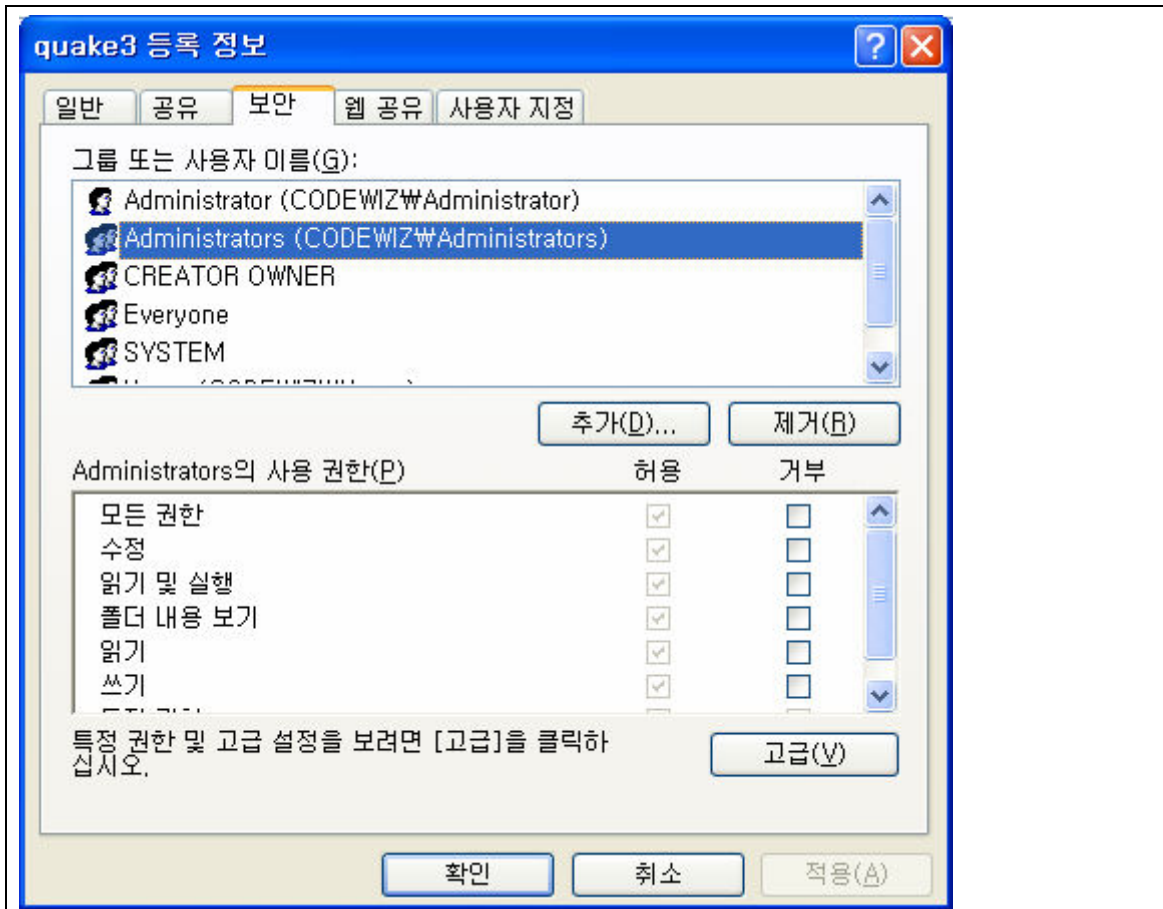 quake3 등록 정보
일반 공유 보안 웹 공유 사용자 지정
그룹 또는 사용자 이름(G):
Administrator (CODEWIZ₩Administrator)
Administrators (CODEWIZ₩Administrators)
CREATOR OWNER
Everyone
SYSTEM
추가(D)... 제거(R)
Administrators의 사용 권한(P) 허용 거부
모든 권한
수정
읽기 및 실행
폴더 내용 보기
읽기
쓰기
특정 권한 및 고급 설정을 보려면 [고급]을 클릭하
십시오.
고급(V)
확인 취소 적용(A)